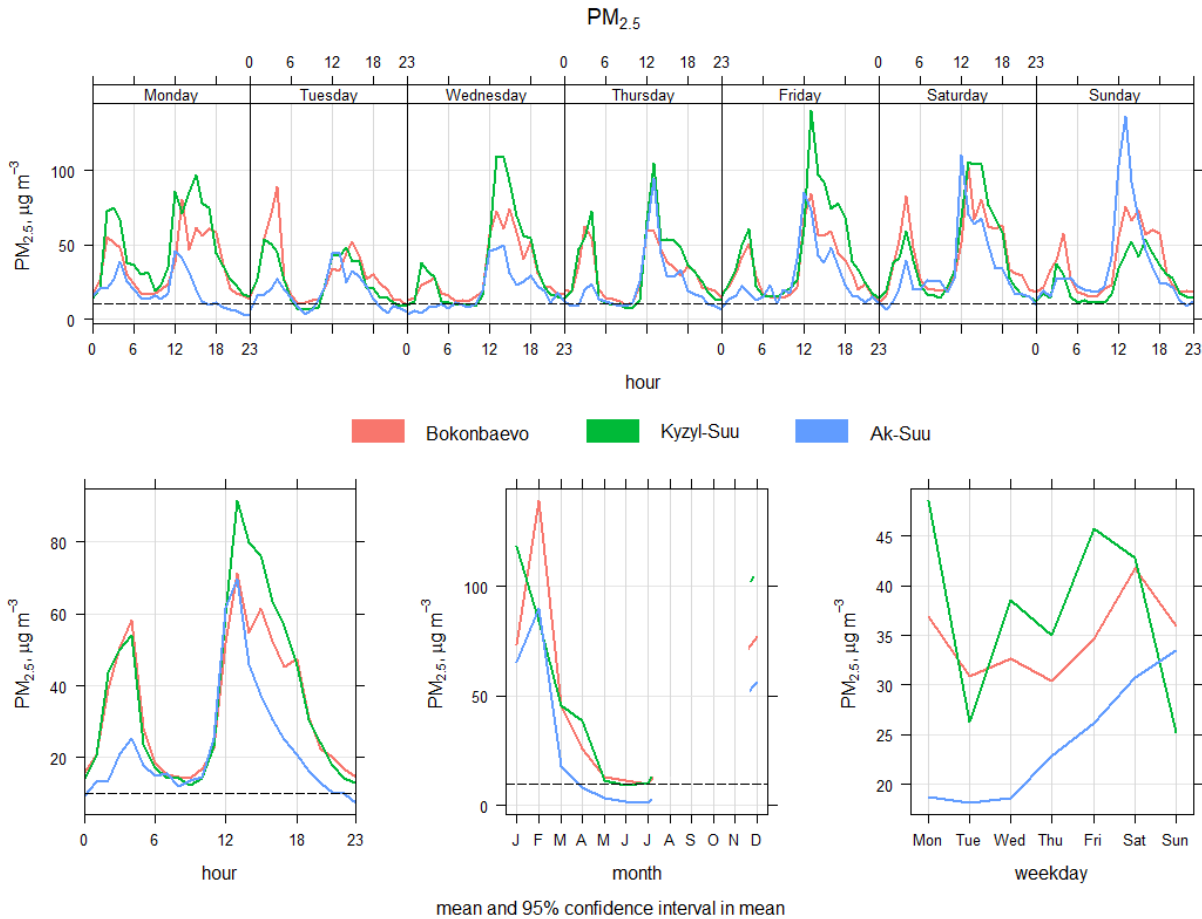 PM2.5
0 6 12 18 23 0 6 12 18 23 0 6 12 18 23
Monday Tuesday Wednesday Thursday Friday Saturday Sunday
PM2.5, µg m−3
100
50
0
0 6 12 18 23 0 6 12 18 23 0 6 12 18 23 0 6 12 18 23
hour
Bokonbaevo Kyzyl-Suu Ak-Suu
PM2.5, µg m−3
80
60
40
20
0 6 12 18 23
hour
PM2.5, µg m−3
100
50
0
J F M A M J J A S O N D
month
PM2.5, µg m−3
45
40
35
30
25
20
Mon Tue Wed Thu Fri Sat Sun
weekday
mean and 95% confidence interval in mean